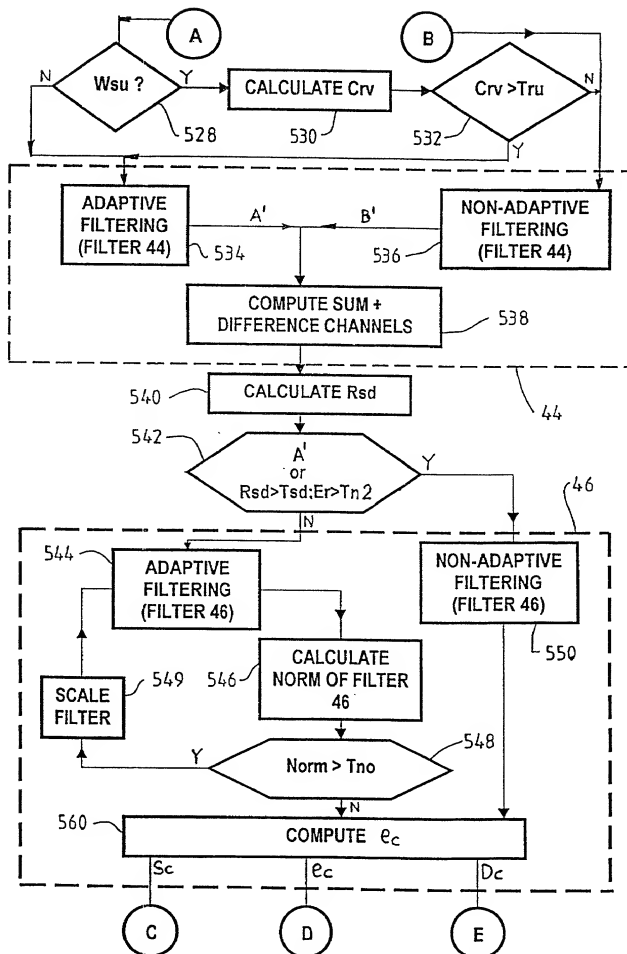 A
B
N
Wsu ?
Y
CALCULATE Crv
Crv >Tru
N
528
530
532
Y
ADAPTIVE
FILTERING
(FILTER 44)
A'
B'
NON-ADAPTIVE
FILTERING
(FILTER 44)
534
536
COMPUTE SUM +
DIFFERENCE CHANNELS
538
540
CALCULATE Rsd
44
542
A'
or
Rsd>Tsd;Er>Tn2
Y
N
46
544
ADAPTIVE
FILTERING
(FILTER 46)
NON-ADAPTIVE
FILTERING
(FILTER 46)
550
549
SCALE
FILTER
546
CALCULATE
NORM OF FILTER
46
548
Y
Norm > Tno
N
560
COMPUTE ec
Sc
ec
Dc
C
D
E